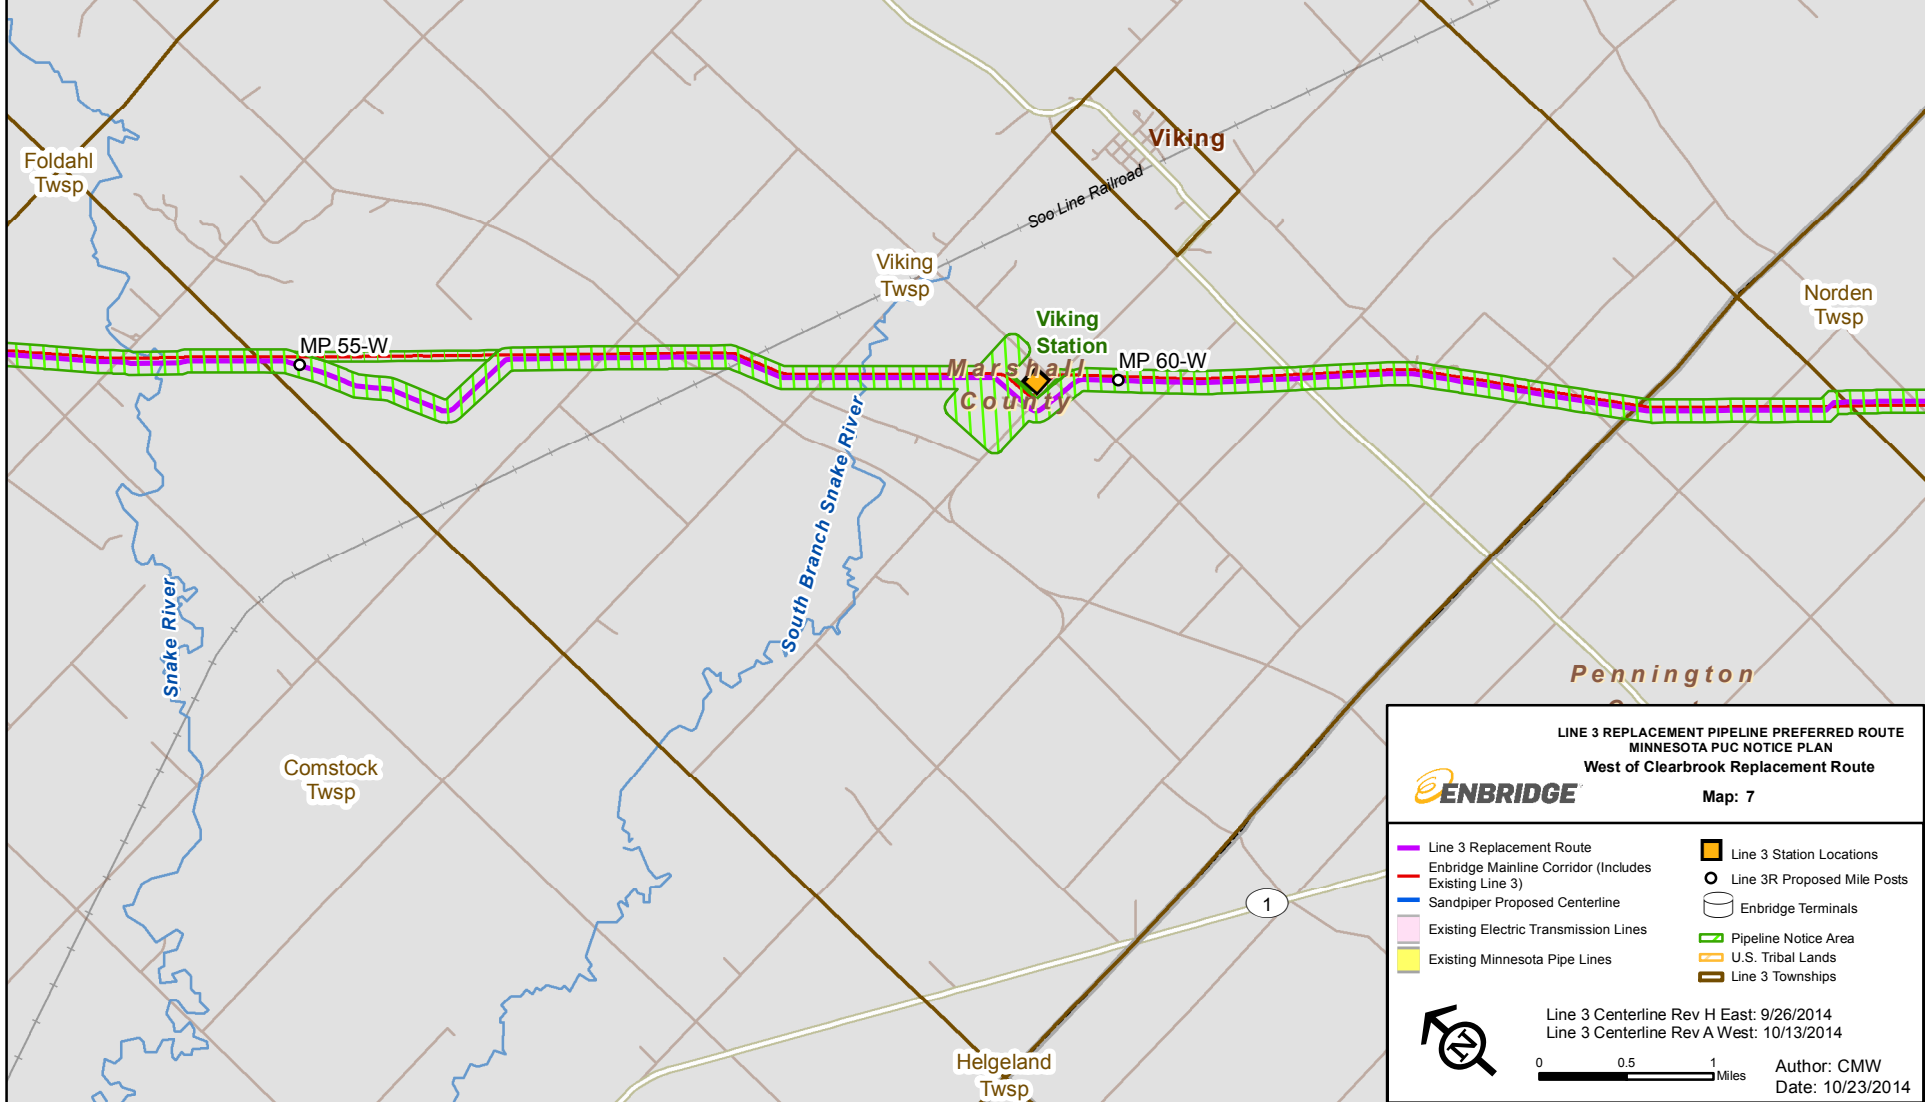 Viking
Soo Line Railroad
Foldahl
Twsp
Viking
Twsp
Norden
Twsp
Viking
Station
MP 55-W
MP 60-W
Marshall
County
South Branch Snake River
Snake River
Pennington
Comstock
Twsp
1
Helgeland
Twsp
LINE 3 REPLACEMENT PIPELINE PREFERRED ROUTE
MINNESOTA PUC NOTICE PLAN
West of Clearbrook Replacement Route
ENBRIDGE
Map: 7
Line 3 Replacement Route
Enbridge Mainline Corridor (Includes
Existing Line 3)
Sandpiper Proposed Centerline
Existing Electric Transmission Lines
Existing Minnesota Pipe Lines
Line 3 Station Locations
Line 3R Proposed Mile Posts
Enbridge Terminals
Pipeline Notice Area
U.S. Tribal Lands
Line 3 Townships
N
Line 3 Centerline Rev H East: 9/26/2014
Line 3 Centerline Rev A West: 10/13/2014
0 0.5 1
Miles
Author: CMW
Date: 10/23/2014